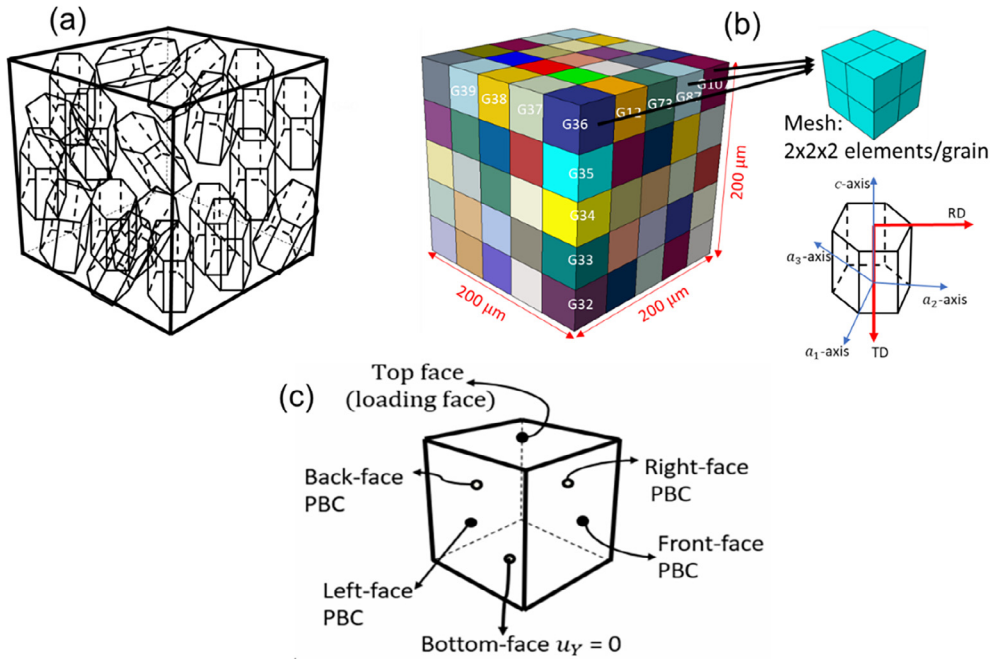 (a)
(b)
G39
G38
G37
G36
G12
G73
G87
G10
G35
G34
G33
G32
200 μm
200 μm
200 μm
Mesh:
2x2x2 elements/grain
c-axis
RD
a₃-axis
a₂-axis
a₁-axis
TD
(c)
Top face
(loading face)
Back-face
PBC
Right-face
PBC
Left-face
PBC
Front-face
PBC
Bottom-face u_Y = 0